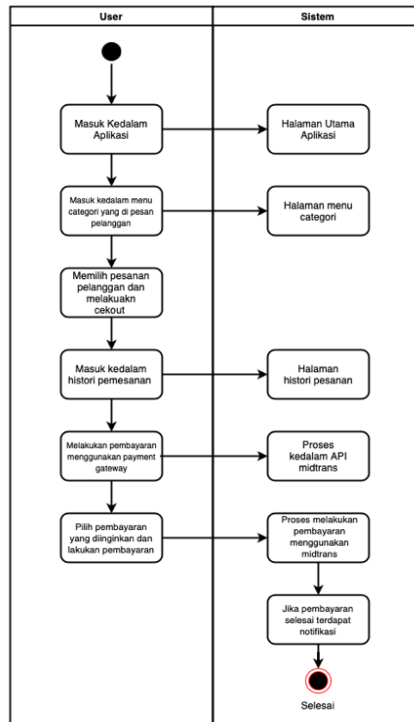 User
Sistem
Masuk Kedalam
Aplikasi
Halaman Utama
Aplikasi
Masuk kedalam menu
categori yang di pesan
pelanggan
Halaman menu
categori
Memilih pesanan
pelanggan dan
melakuakn
cekout
Masuk kedalam
histori pemesanan
Halaman
histori pesanan
Melakukan pembayaran
menggunakan payment
gateway
Proses
kedalam API
midtrans
Pilih pembayaran
yang diinginkan dan
lakukan pembayaran
Proses melakukan
pembayaran
menggunakan
midtrans
Jika pembayaran
selesai terdapat
notifikasi
Selesai